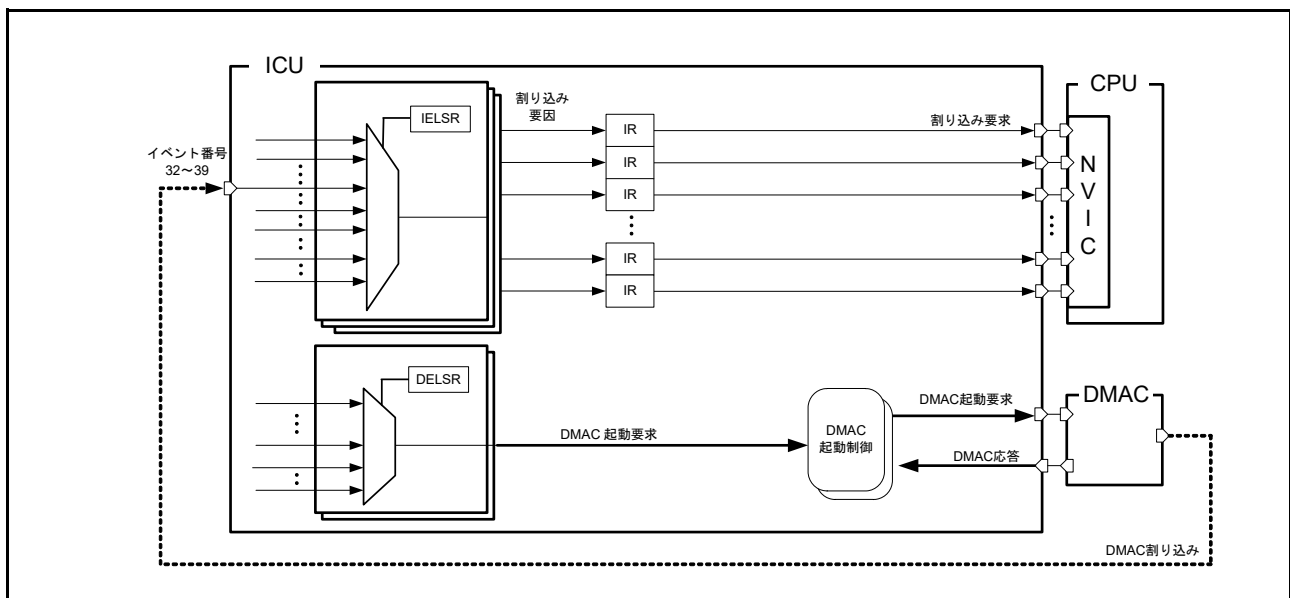 ICU
CPU
割り込み
要因
IELSR
IR
割り込み要求
イベント番号
32～39
IR
N
V
I
C
IR
IR
IR
DELSR
DMAC起動要求
DMAC
DMAC 起動要求
DMAC
起動制御
DMAC応答
DMAC割り込み